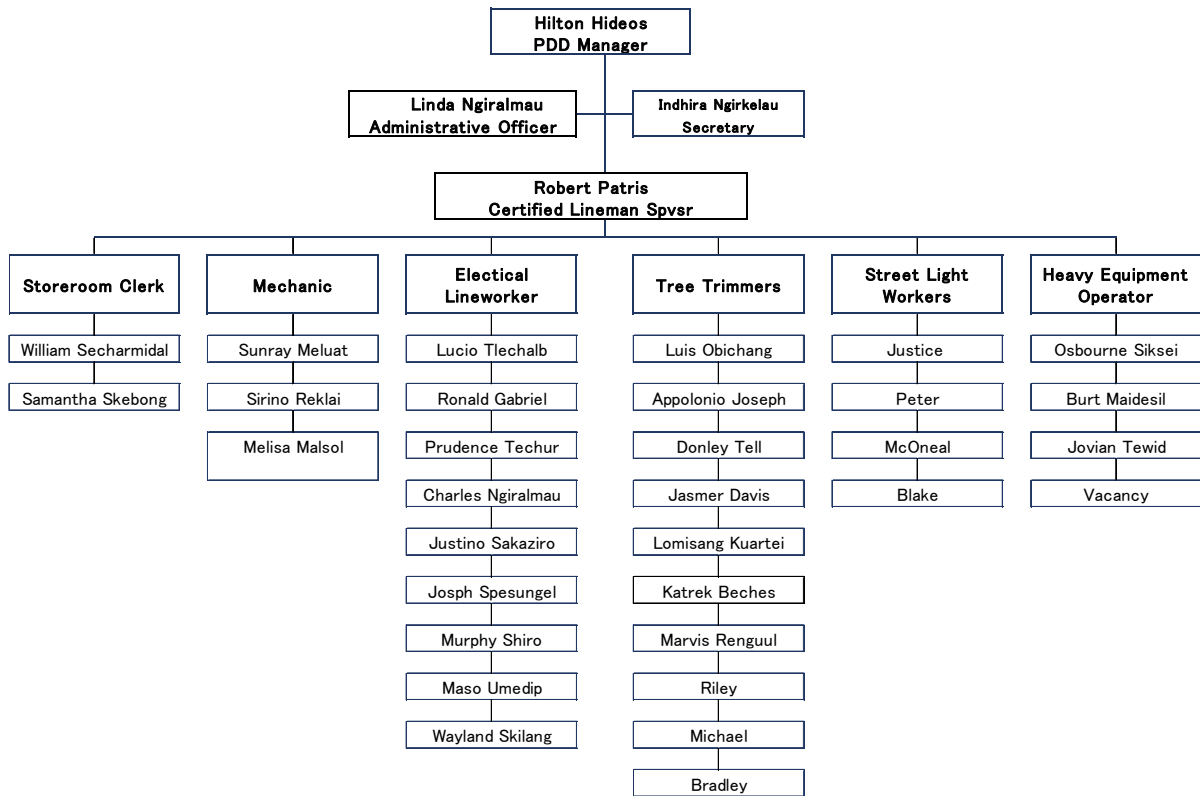 Hilton Hideos
PDD Manager
Linda Ngiralmau
Administrative Officer
Indhira Ngirkelau
Secretary
Robert Patris
Certified Lineman Spvsr
Storeroom Clerk
William Secharmidal
Samantha Skebong
Mechanic
Sunray Meluat
Sirino Reklai
Melisa Malsol
Electical
Lineworker
Lucio Tlechalb
Ronald Gabriel
Prudence Techur
Charles Ngiralmau
Justino Sakaziro
Josph Spesungel
Murphy Shiro
Maso Umedip
Wayland Skilang
Tree Trimmers
Luis Obichang
Appolonio Joseph
Donley Tell
Jasmer Davis
Lomisang Kuartei
Katrek Beches
Marvis Renguul
Riley
Michael
Bradley
Street Light
Workers
Justice
Peter
McOneal
Blake
Heavy Equipment
Operator
Osbourne Siksei
Burt Maidesil
Jovian Tewid
Vacancy